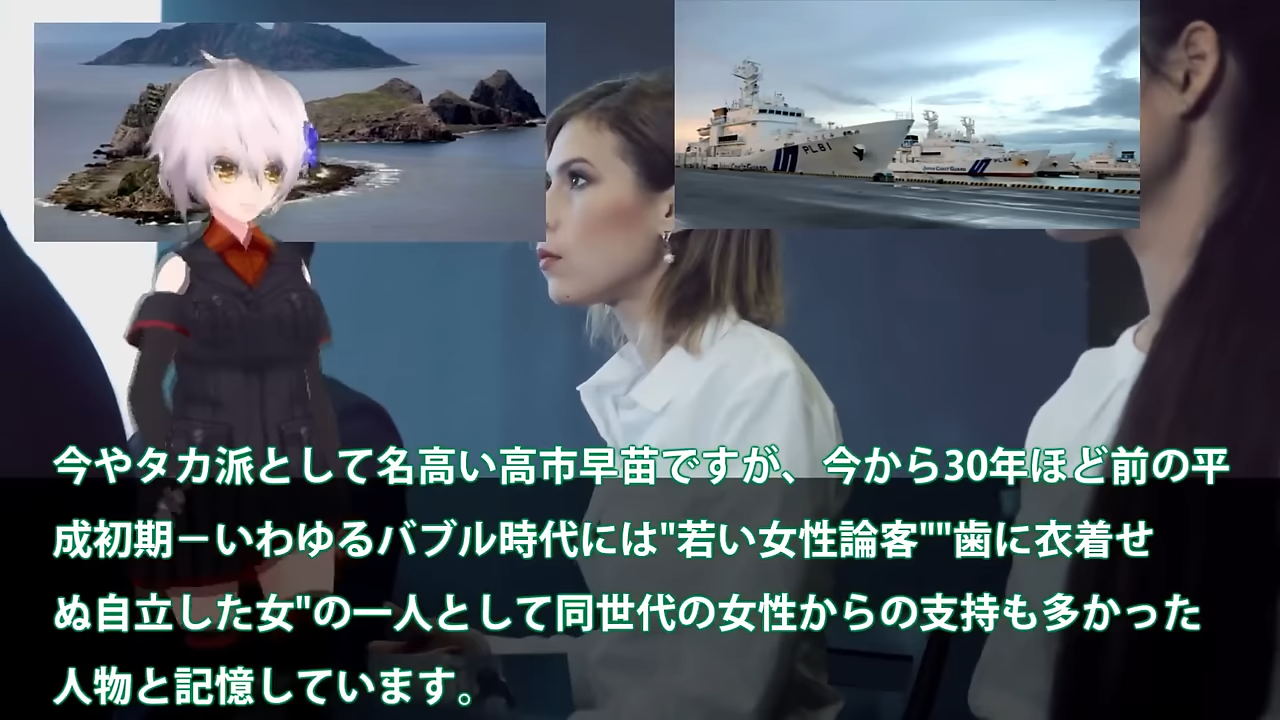 PL81
JAPAN COAST GUARD
今やタカ派として名高い高市早苗ですが、今から30年ほど前の平
成初期－いわゆるバブル時代には"若い女性論客""歯に衣着せ
ぬ自立した女"の一人として同世代の女性からの支持も多かった
人物と記憶しています。